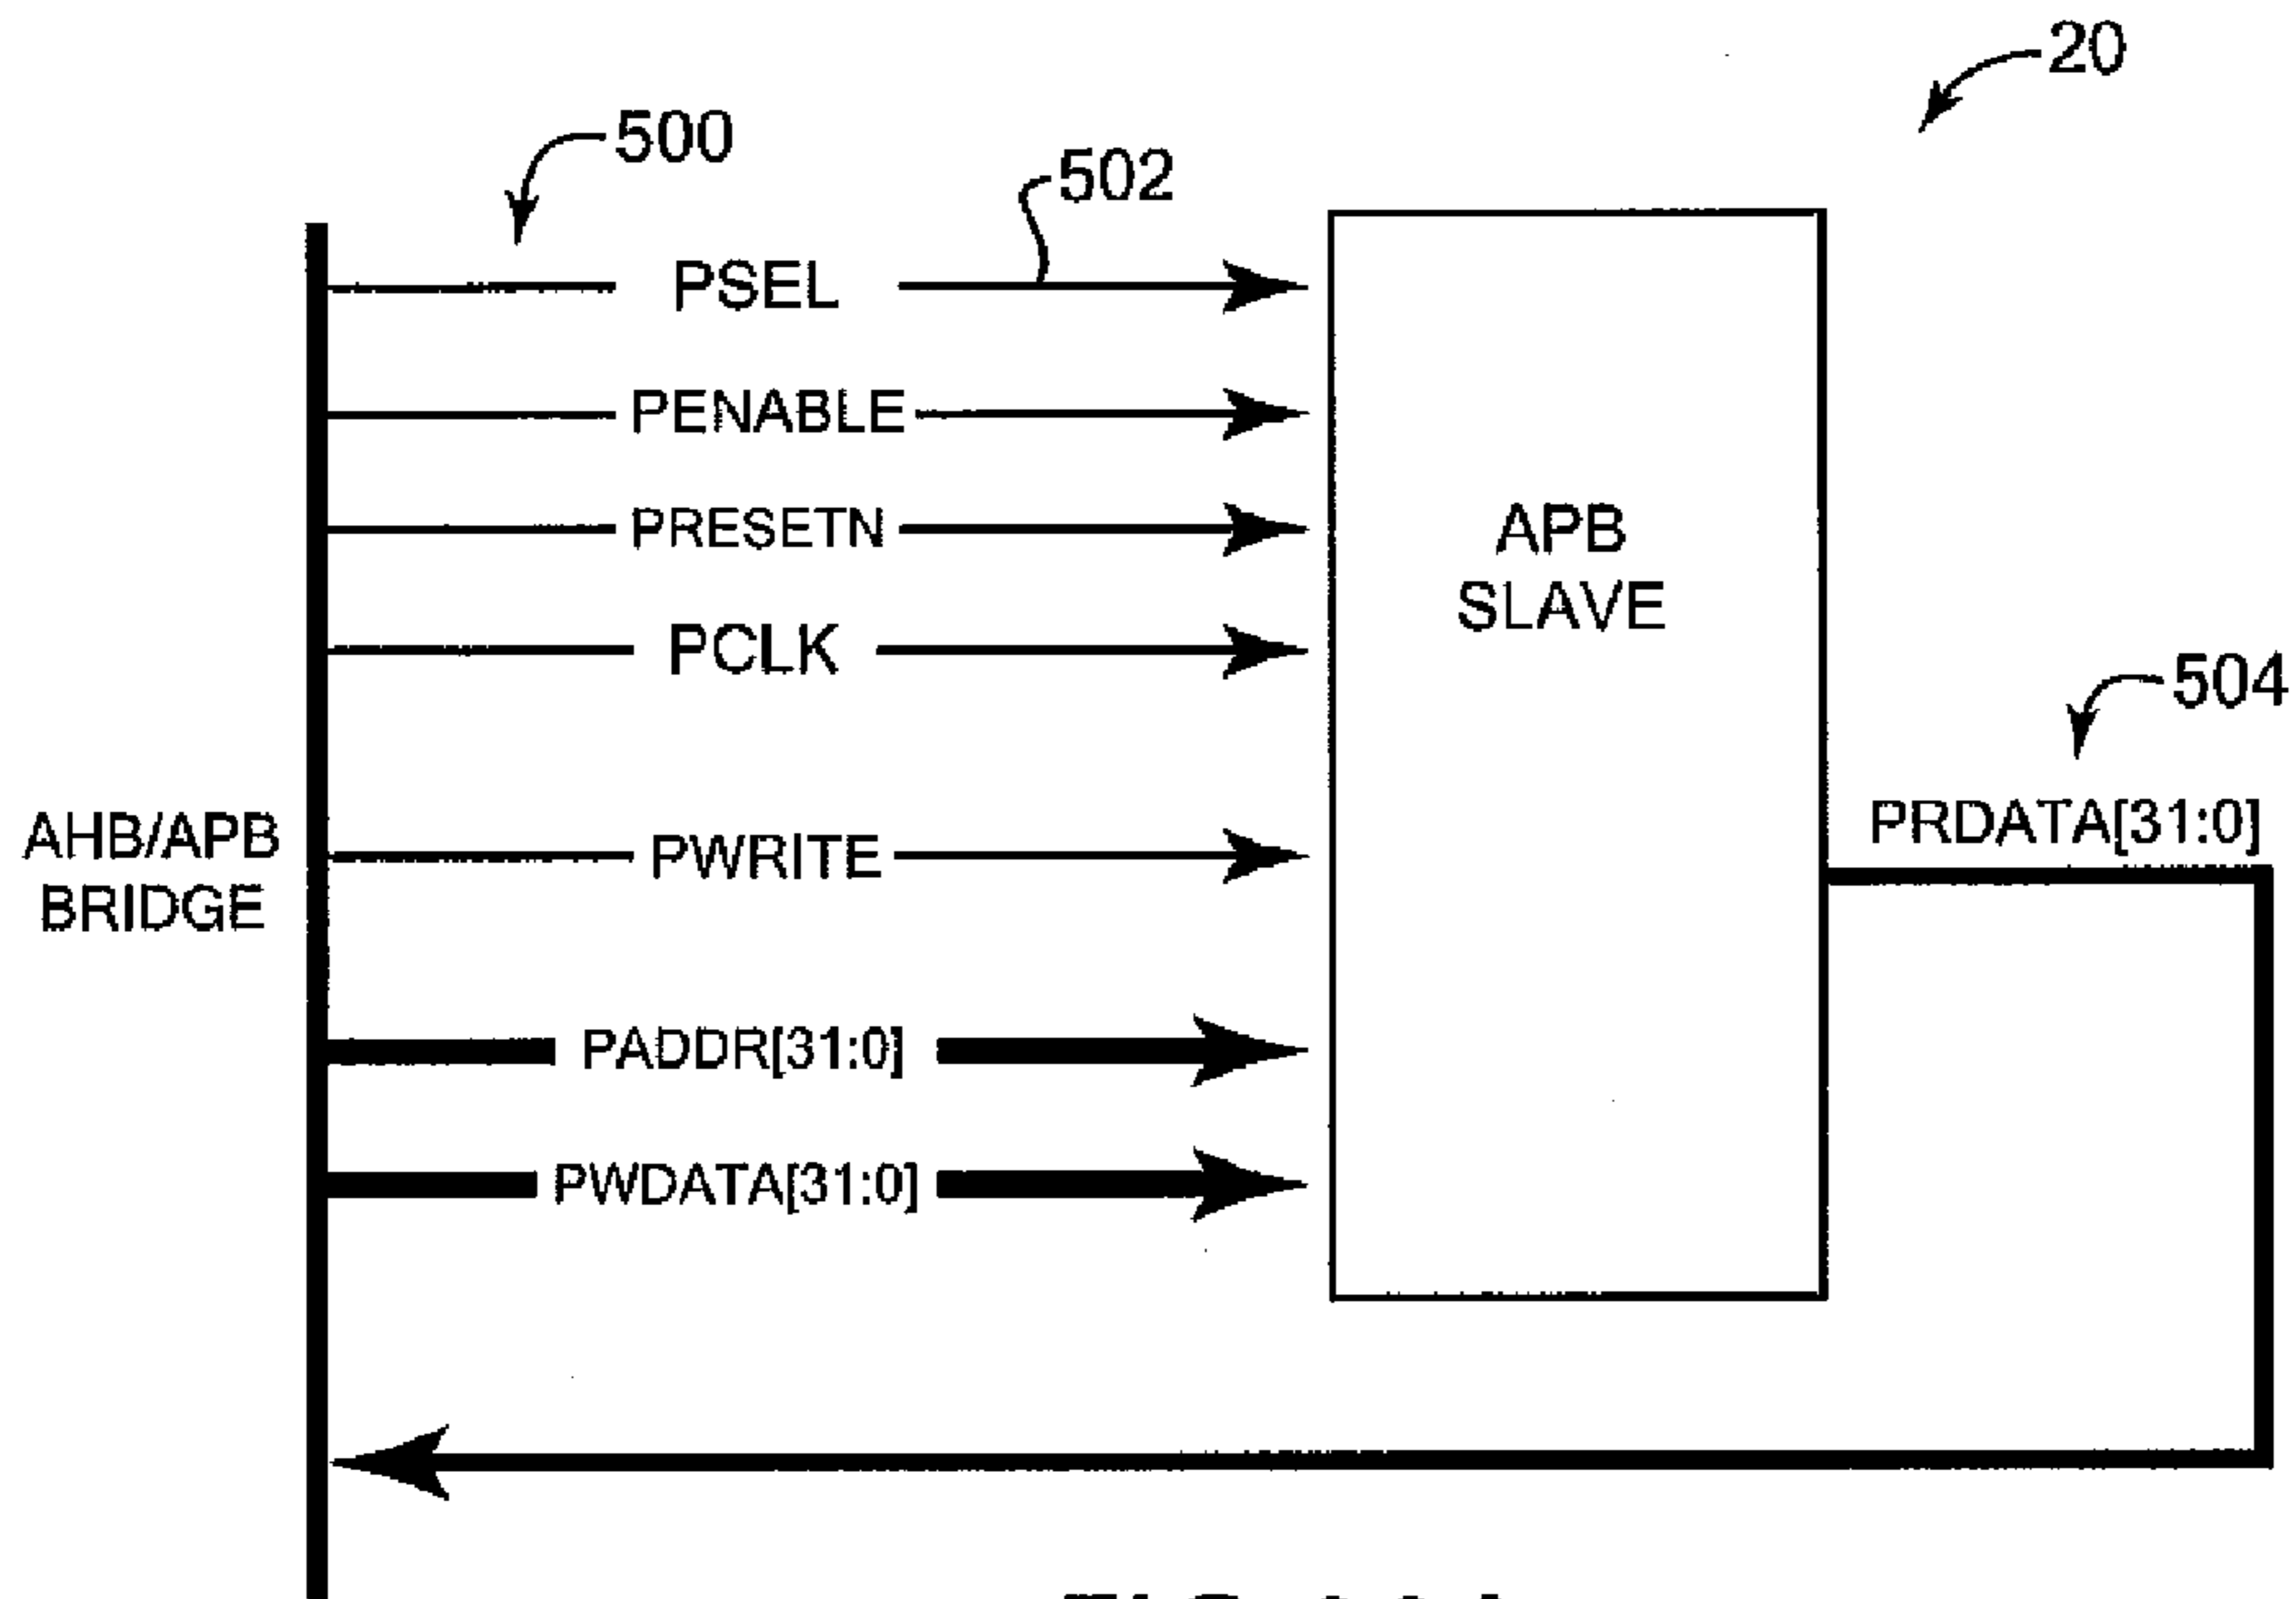 20
500
502
PSEL
PENABLE
PRESETN
APB
SLAVE
PCLK
504
PRDATA[31:0]
AHB/APB
BRIDGE
PWRITE
PADDR[31:0]
PWDATA[31:0]